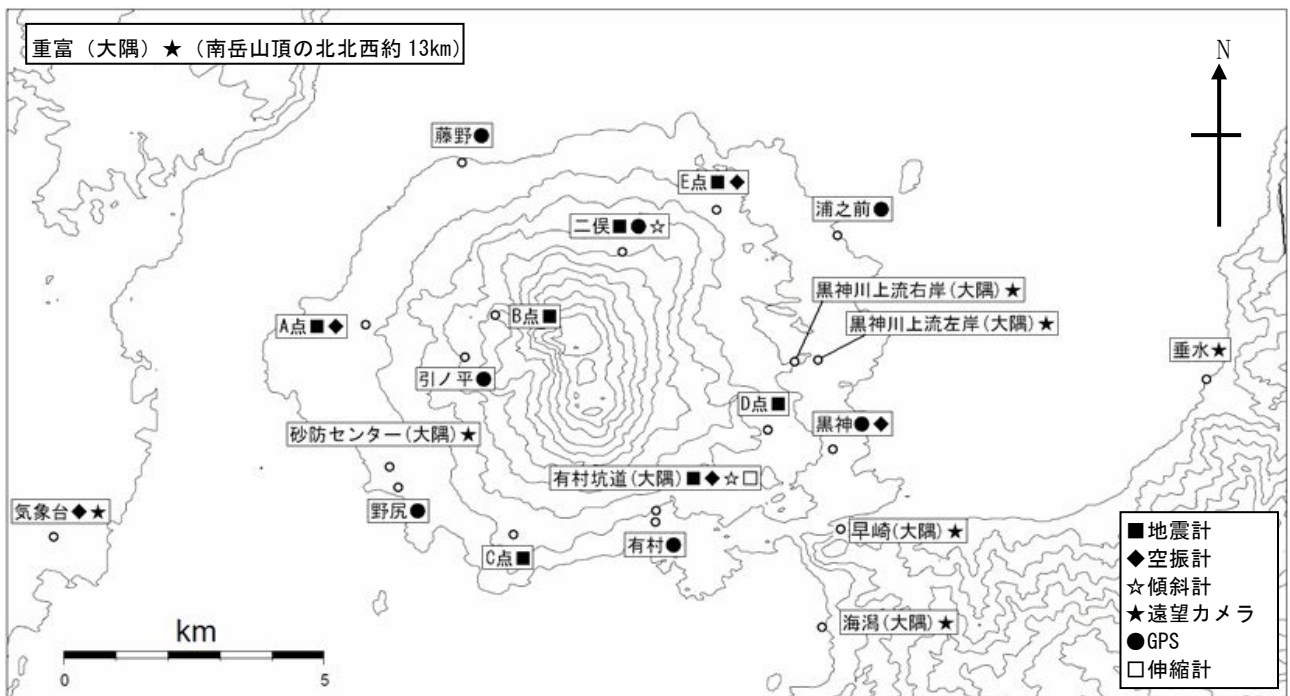 重富（大隅）★（南岳山頂の北北西約13km）
N
藤野●
E点■◆
浦之前●
二俣■●☆
黒神川上流右岸(大隅)★
黒神川上流左岸(大隅)★
A点■◆
B点■
垂水★
引ノ平●
D点■
黒神●◆
砂防センター(大隅)★
有村坑道(大隅)■◆☆□
気象台◆★
野尻●
C点■
有村●
早崎(大隅)★
海潟(大隅)★
■地震計
◆空振計
☆傾斜計
★遠望カメラ
●GPS
□伸縮計
km
0 5